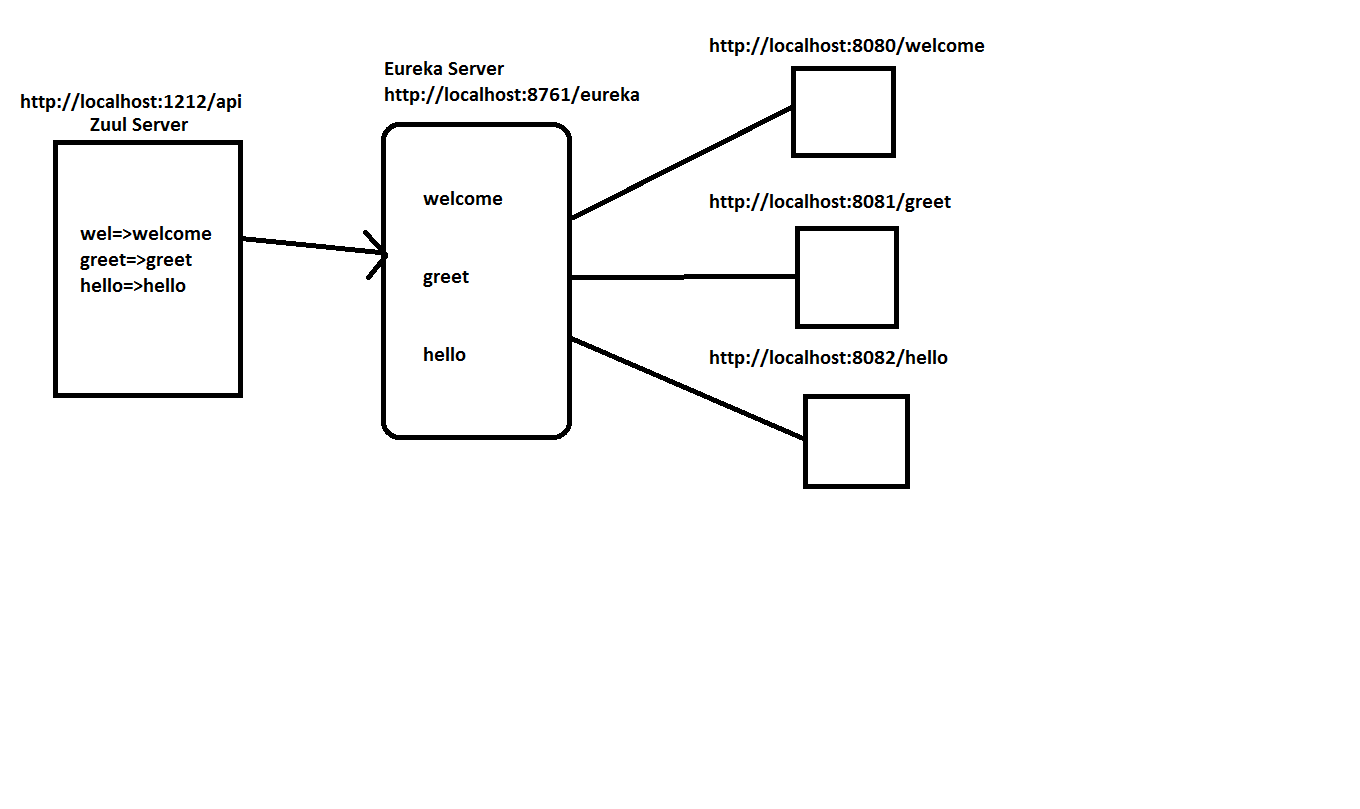 http://localhost:1212/api
Zuul Server
wel=>welcome
greet=>greet
hello=>hello
Eureka Server
http://localhost:8761/eureka
welcome
greet
hello
http://localhost:8080/welcome
http://localhost:8081/greet
http://localhost:8082/hello